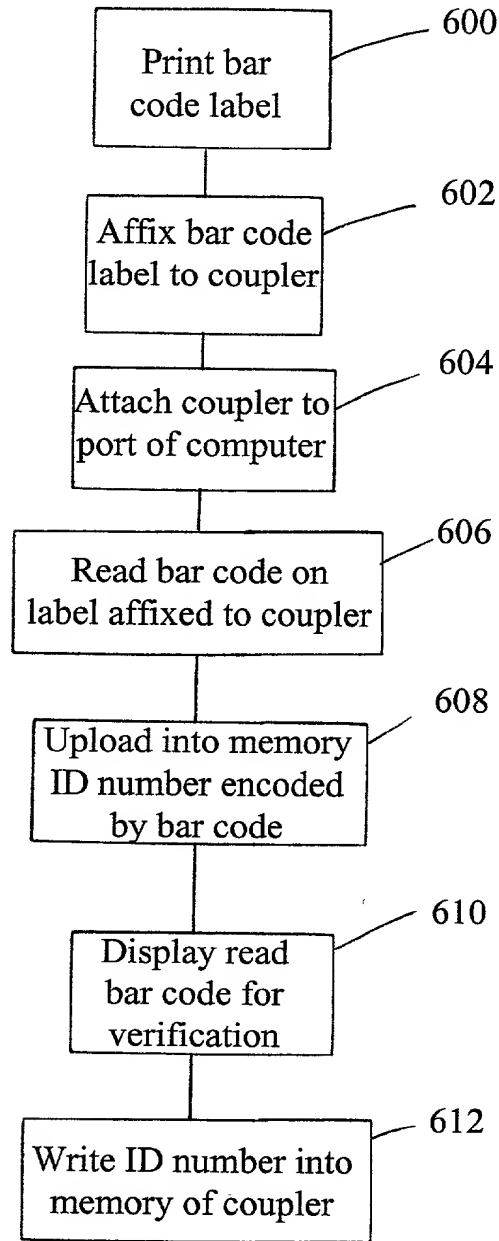 600
Print bar
code label
602
Affix bar code
label to coupler
604
Attach coupler to
port of computer
606
Read bar code on
label affixed to coupler
608
Upload into memory
ID number encoded
by bar code
610
Display read
bar code for
verification
612
Write ID number into
memory of coupler